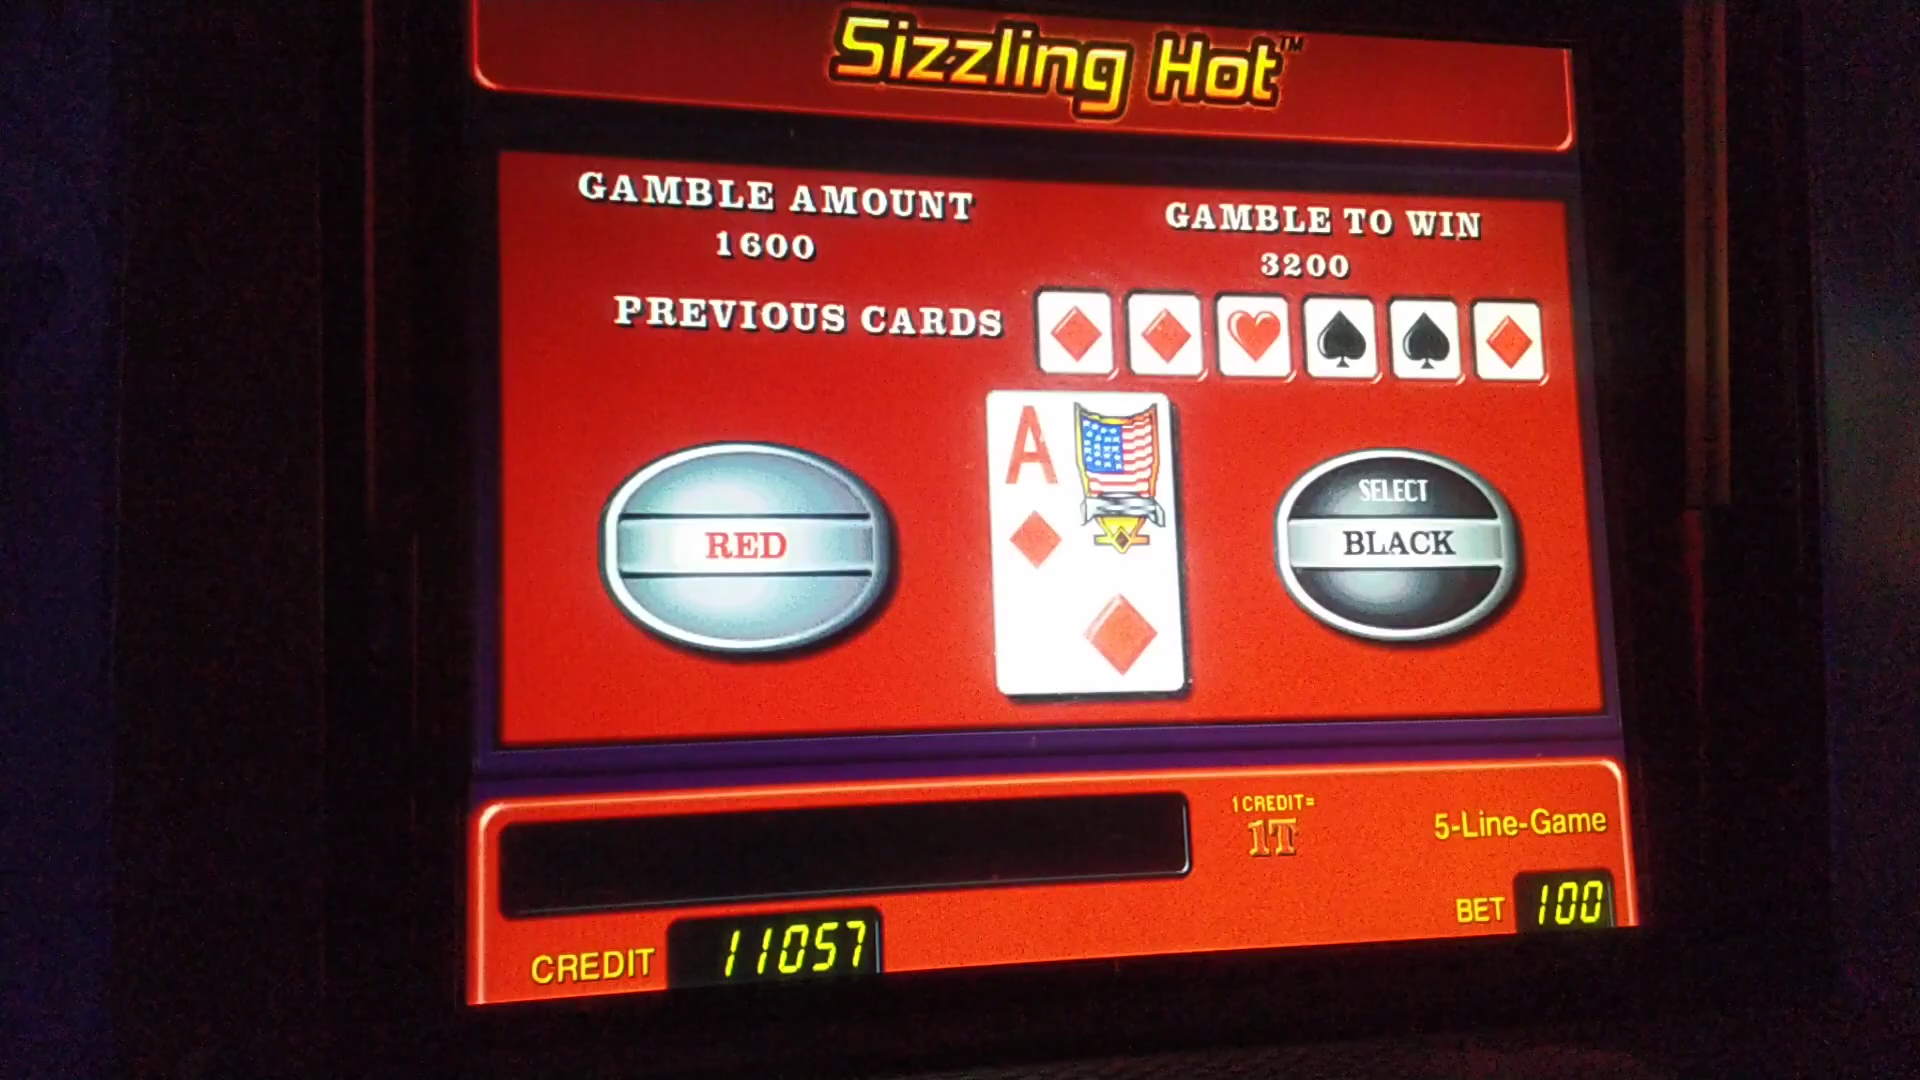 Sizzling Hot™
GAMBLE AMOUNT
1600
GAMBLE TO WIN
3200
PREVIOUS CARDS
A
RED
SELECT
BLACK
1 CREDIT=
1T
5-Line-Game
CREDIT 11057
BET 100